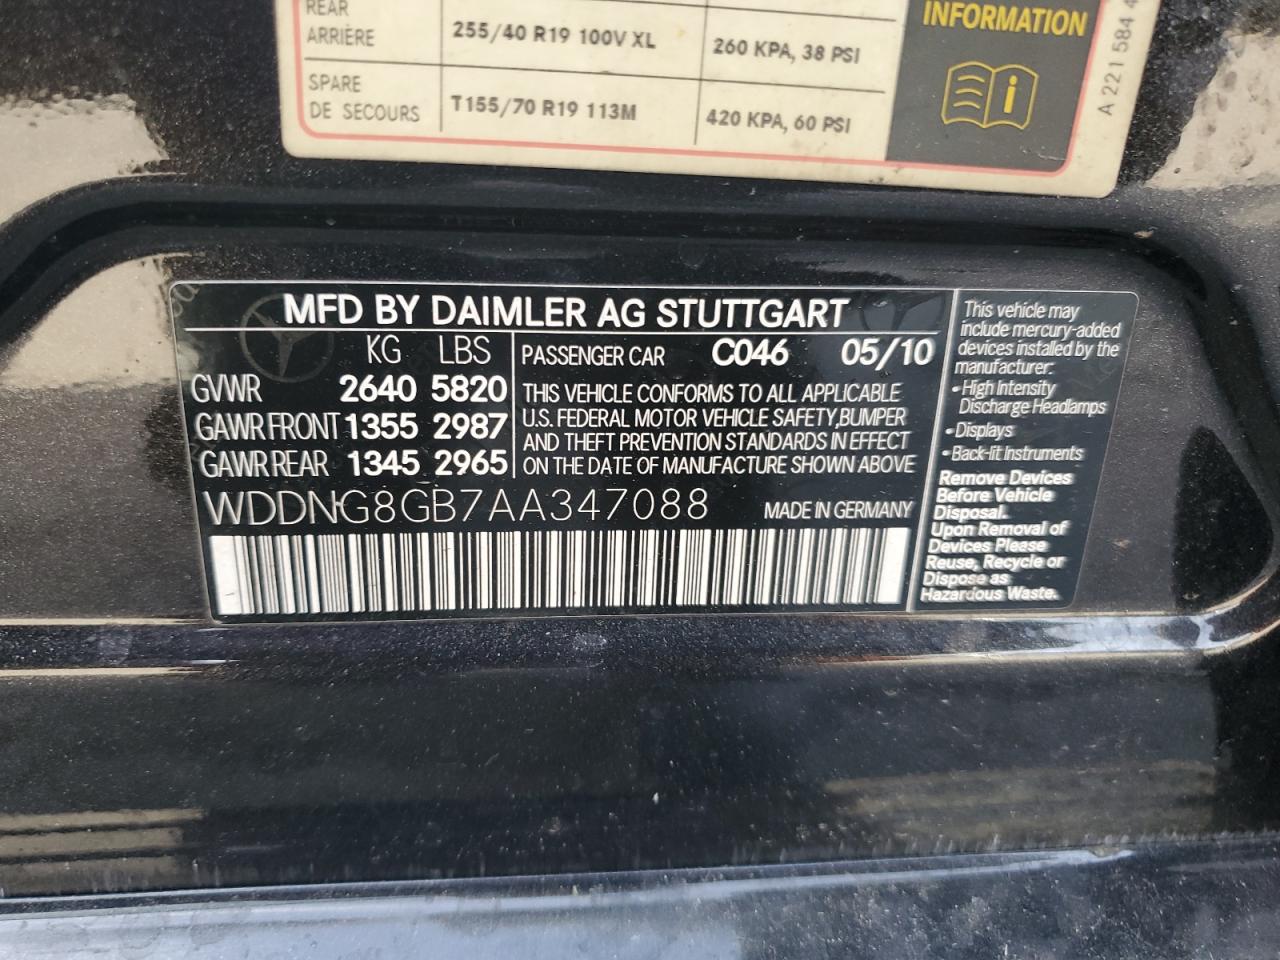 REAR
ARRIÈRE
255/40 R19 100V XL
260 KPA, 38 PSI
SPARE
DE SECOURS
T155/70 R19 113M
420 KPA, 60 PSI
INFORMATION
A 221 584 4
MFD BY DAIMLER AG STUTTGART
KG LBS
GVWR 2640 5820
GAWR FRONT 1355 2987
GAWR REAR 1345 2965
PASSENGER CAR C046 05/10
THIS VEHICLE CONFORMS TO ALL APPLICABLE
U.S. FEDERAL MOTOR VEHICLE SAFETY, BUMPER
AND THEFT PREVENTION STANDARDS IN EFFECT
ON THE DATE OF MANUFACTURE SHOWN ABOVE
WDDNG8GB7AA347088
MADE IN GERMANY
This vehicle may
include mercury-added
devices installed by the
manufacturer:
• High Intensity
Discharge Headlamps
• Displays
• Back-lit Instruments
Remove Devices
Before Vehicle
Disposal.
Upon Removal of
Devices Please
Reuse, Recycle or
Dispose as
Hazardous Waste.